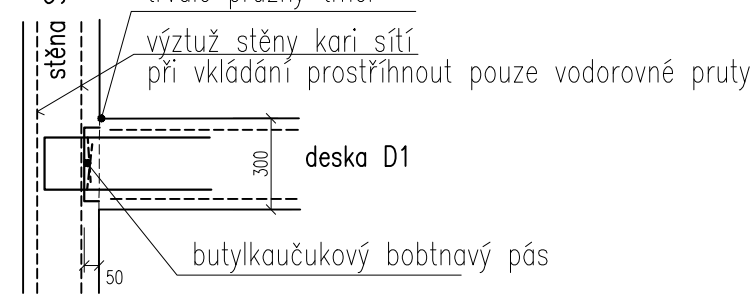 výztuž stěny kari sítí
při vkládání prostříhnout pouze vodorovné pruty
stěna
deska D1
300
butylkaučukový bobtnavý pás
50